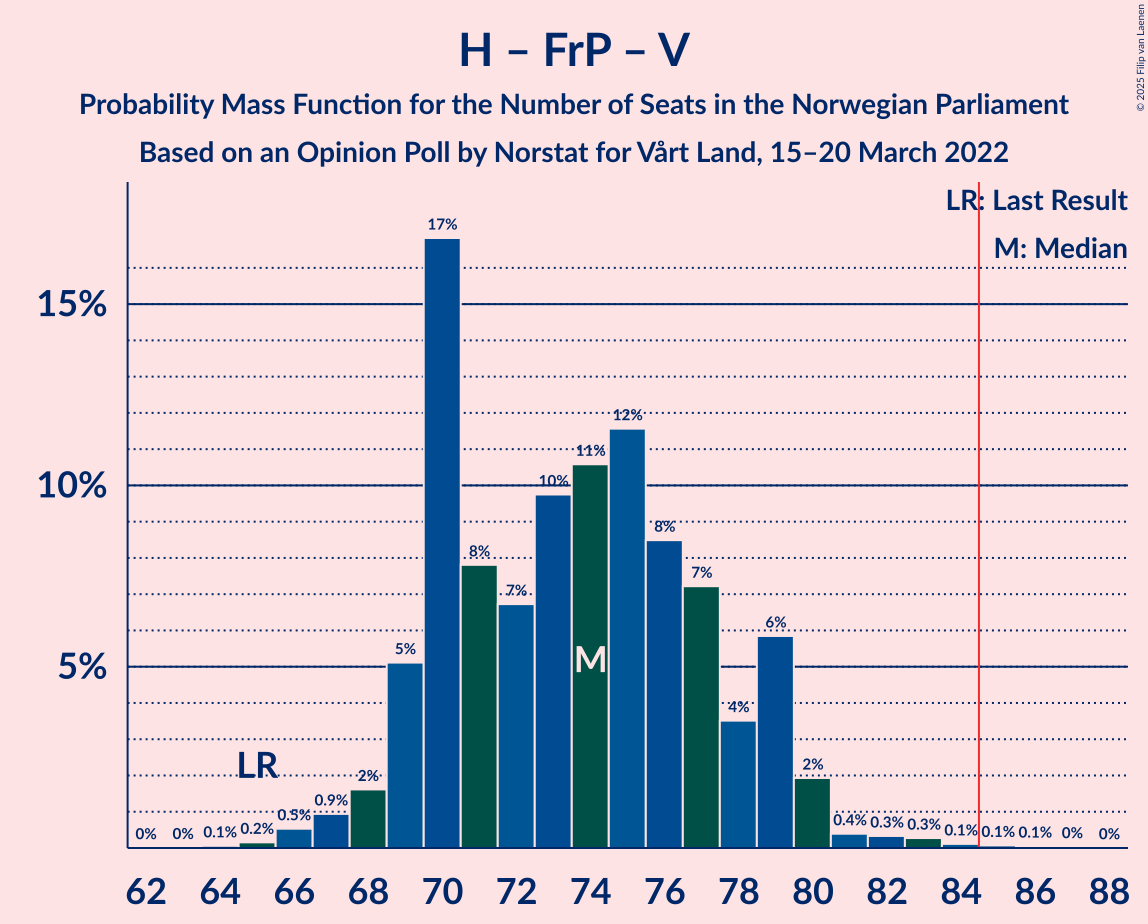 H – FrP – V
Probability Mass Function for the Number of Seats in the Norwegian Parliament
Based on an Opinion Poll by Norstat for Vårt Land, 15–20 March 2022
© 2025 Filip van Laenen
LR: Last Result
M: Median
15%
10%
5%
0% 0% 0.1% 0.2% 0.5% 0.9% 2% 5% 17% 8% 7% 10% 11% 12% 8% 7% 4% 6% 2% 0.4% 0.3% 0.3% 0.1% 0.1% 0.1% 0% 0%
LR
M
62 64 66 68 70 72 74 76 78 80 82 84 86 88